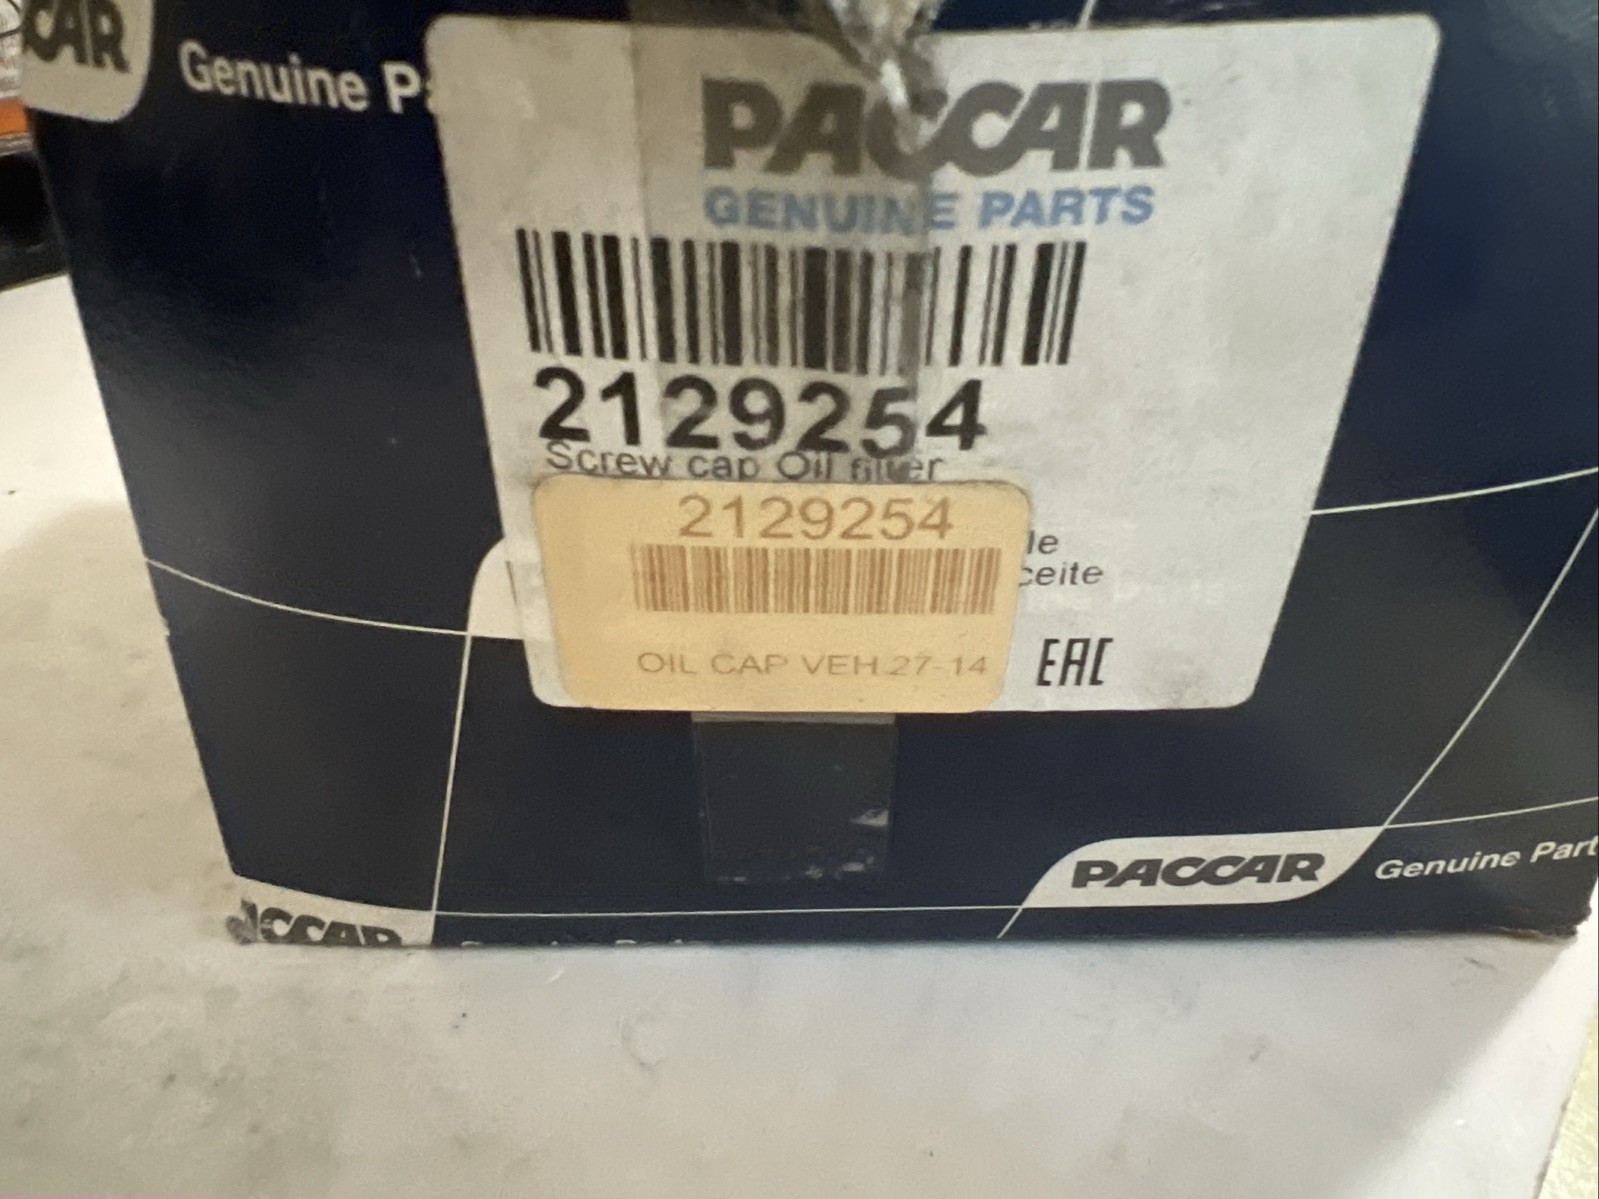 CAR
Genuine P
PACCAR
GENUINE PARTS
2129254
Screw cap Oil filter
2129254
le
ceite
OIL CAP VEH.27-14
EAC
PACCAR
Genuine Part
CCAR